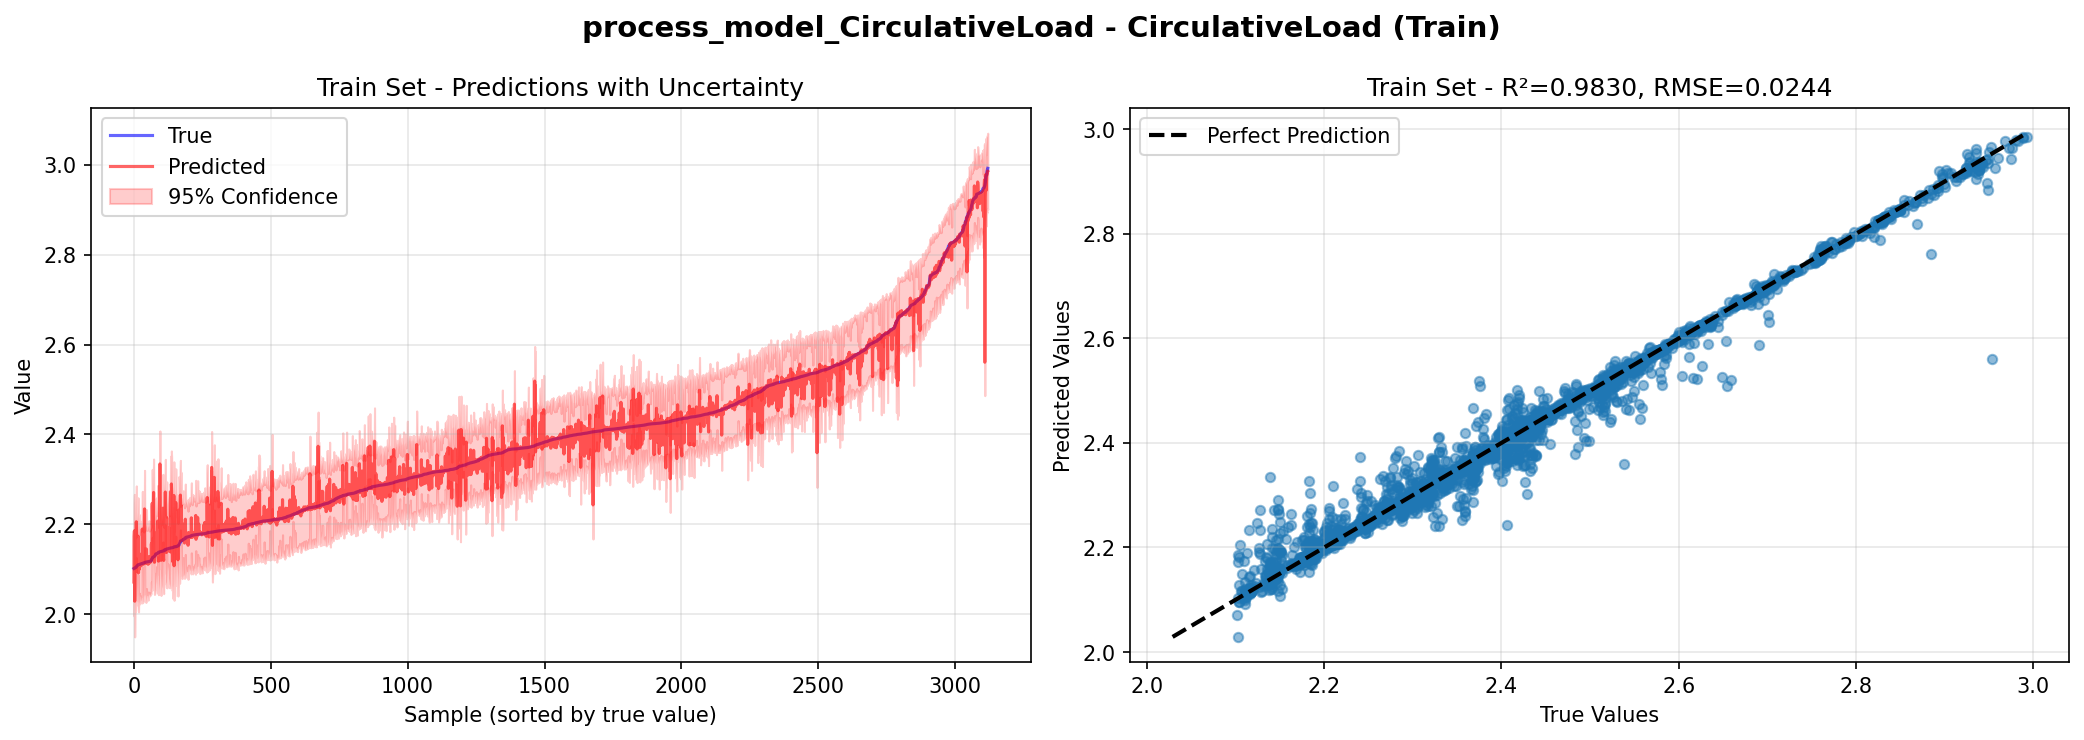 process_model_CirculativeLoad - CirculativeLoad (Train)
Train Set - Predictions with Uncertainty
True
Predicted
95% Confidence
Value
3.0
2.8
2.6
2.4
2.2
2.0
0 500 1000 1500 2000 2500 3000
Sample (sorted by true value)
Train Set - R²=0.9830, RMSE=0.0244
Perfect Prediction
Predicted Values
3.0
2.8
2.6
2.4
2.2
2.0
2.0 2.2 2.4 2.6 2.8 3.0
True Values